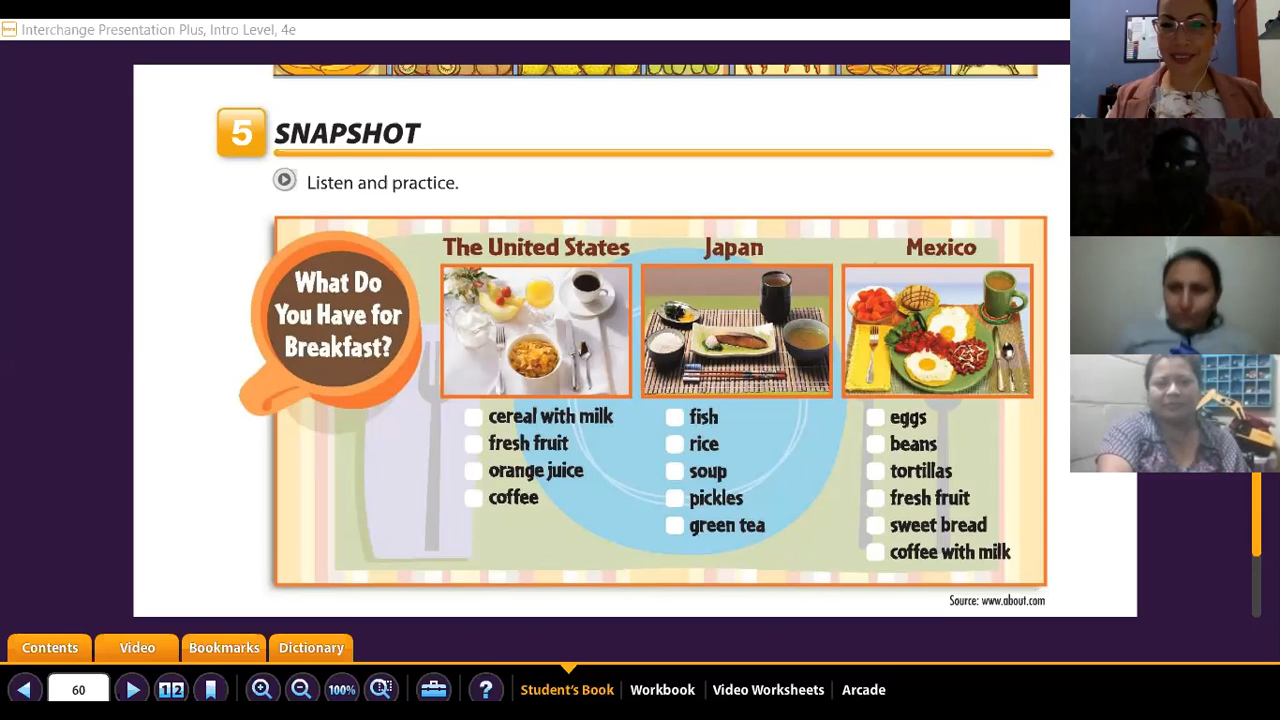 Interchange Presentation Plus, Intro Level, 4e
5 SNAPSHOT
Listen and practice.
What Do
You Have for
Breakfast?
The United States
cereal with milk
fresh fruit
orange juice
coffee
Japan
fish
rice
soup
pickles
green tea
Mexico
eggs
beans
tortillas
fresh fruit
sweet bread
coffee with milk
Source: www.about.com
Contents Video Bookmarks Dictionary
60 12 100% ? Student's Book Workbook Video Worksheets Arcade